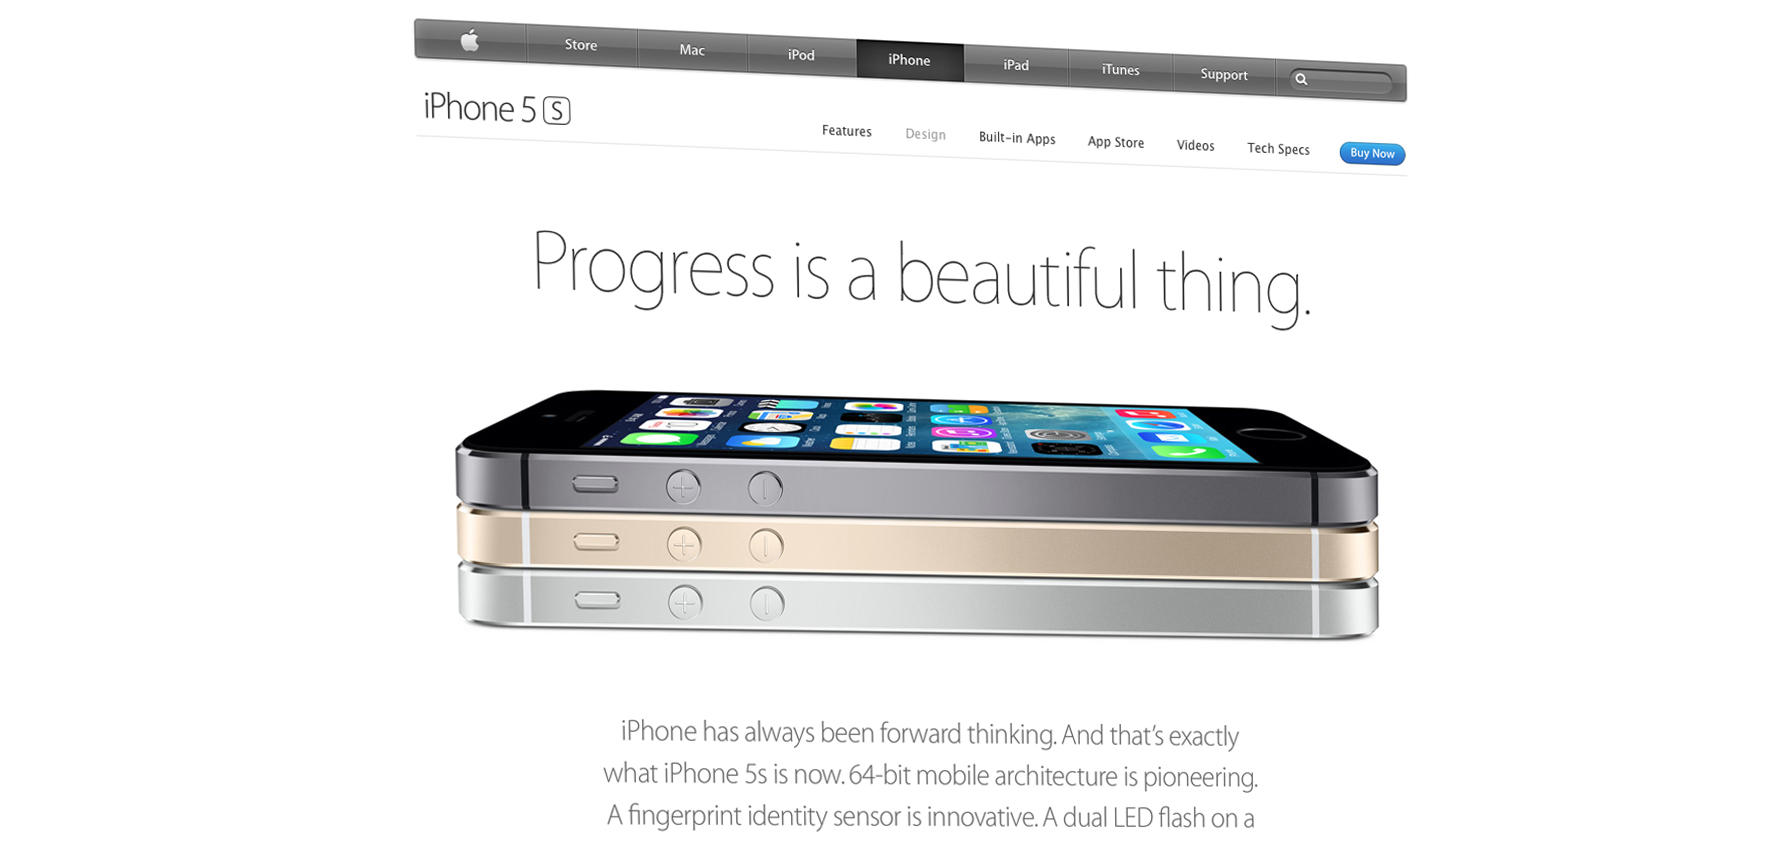 Store Mac iPod iPhone iPad iTunes Support
iPhone 5 S
Features Design Built-in Apps App Store Videos Tech Specs Buy Now
Progress is a beautiful thing.
iPhone has always been forward thinking. And that's exactly
what iPhone 5s is now. 64-bit mobile architecture is pioneering.
A fingerprint identity sensor is innovative. A dual LED flash on a